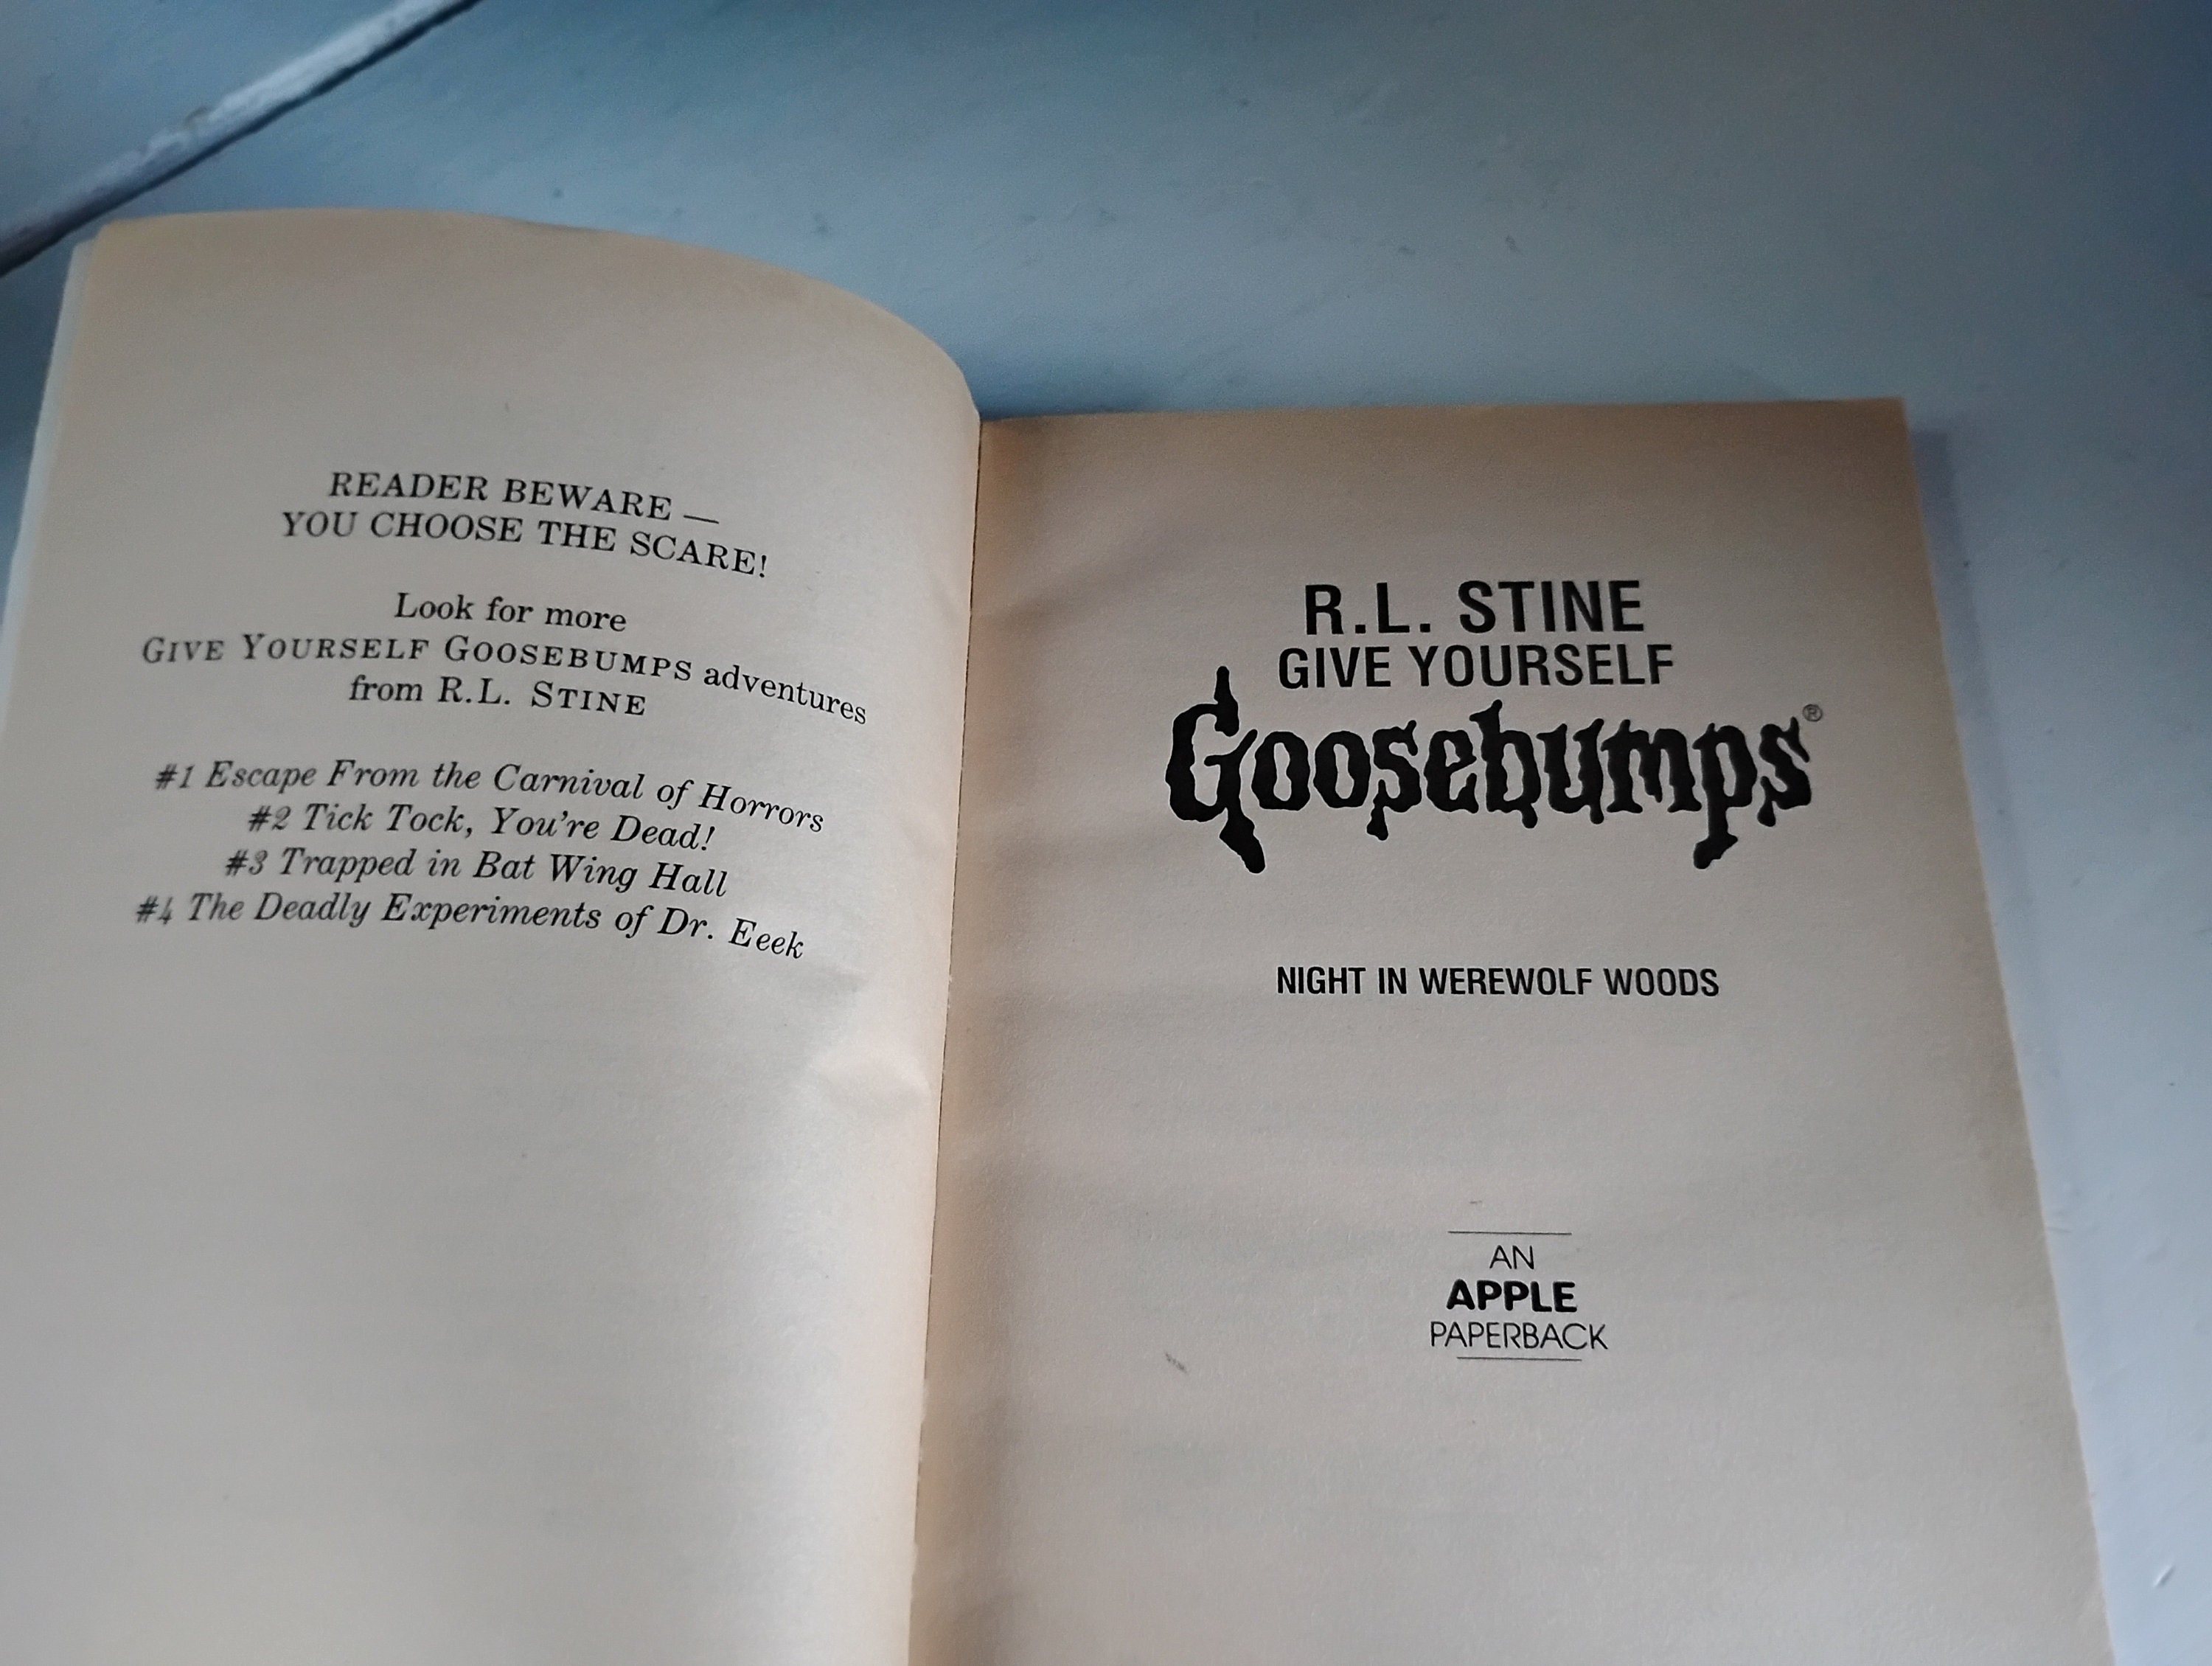 READER BEWARE —
YOU CHOOSE THE SCARE!
Look for more
GIVE YOURSELF GOOSEBUMPS adventures
from R.L. STINE
#1 Escape From the Carnival of Horrors
#2 Tick Tock, You're Dead!
#3 Trapped in Bat Wing Hall
#4 The Deadly Experiments of Dr. Eeek
R.L. STINE
GIVE YOURSELF
Goosebumps®
NIGHT IN WEREWOLF WOODS
AN
APPLE
PAPERBACK